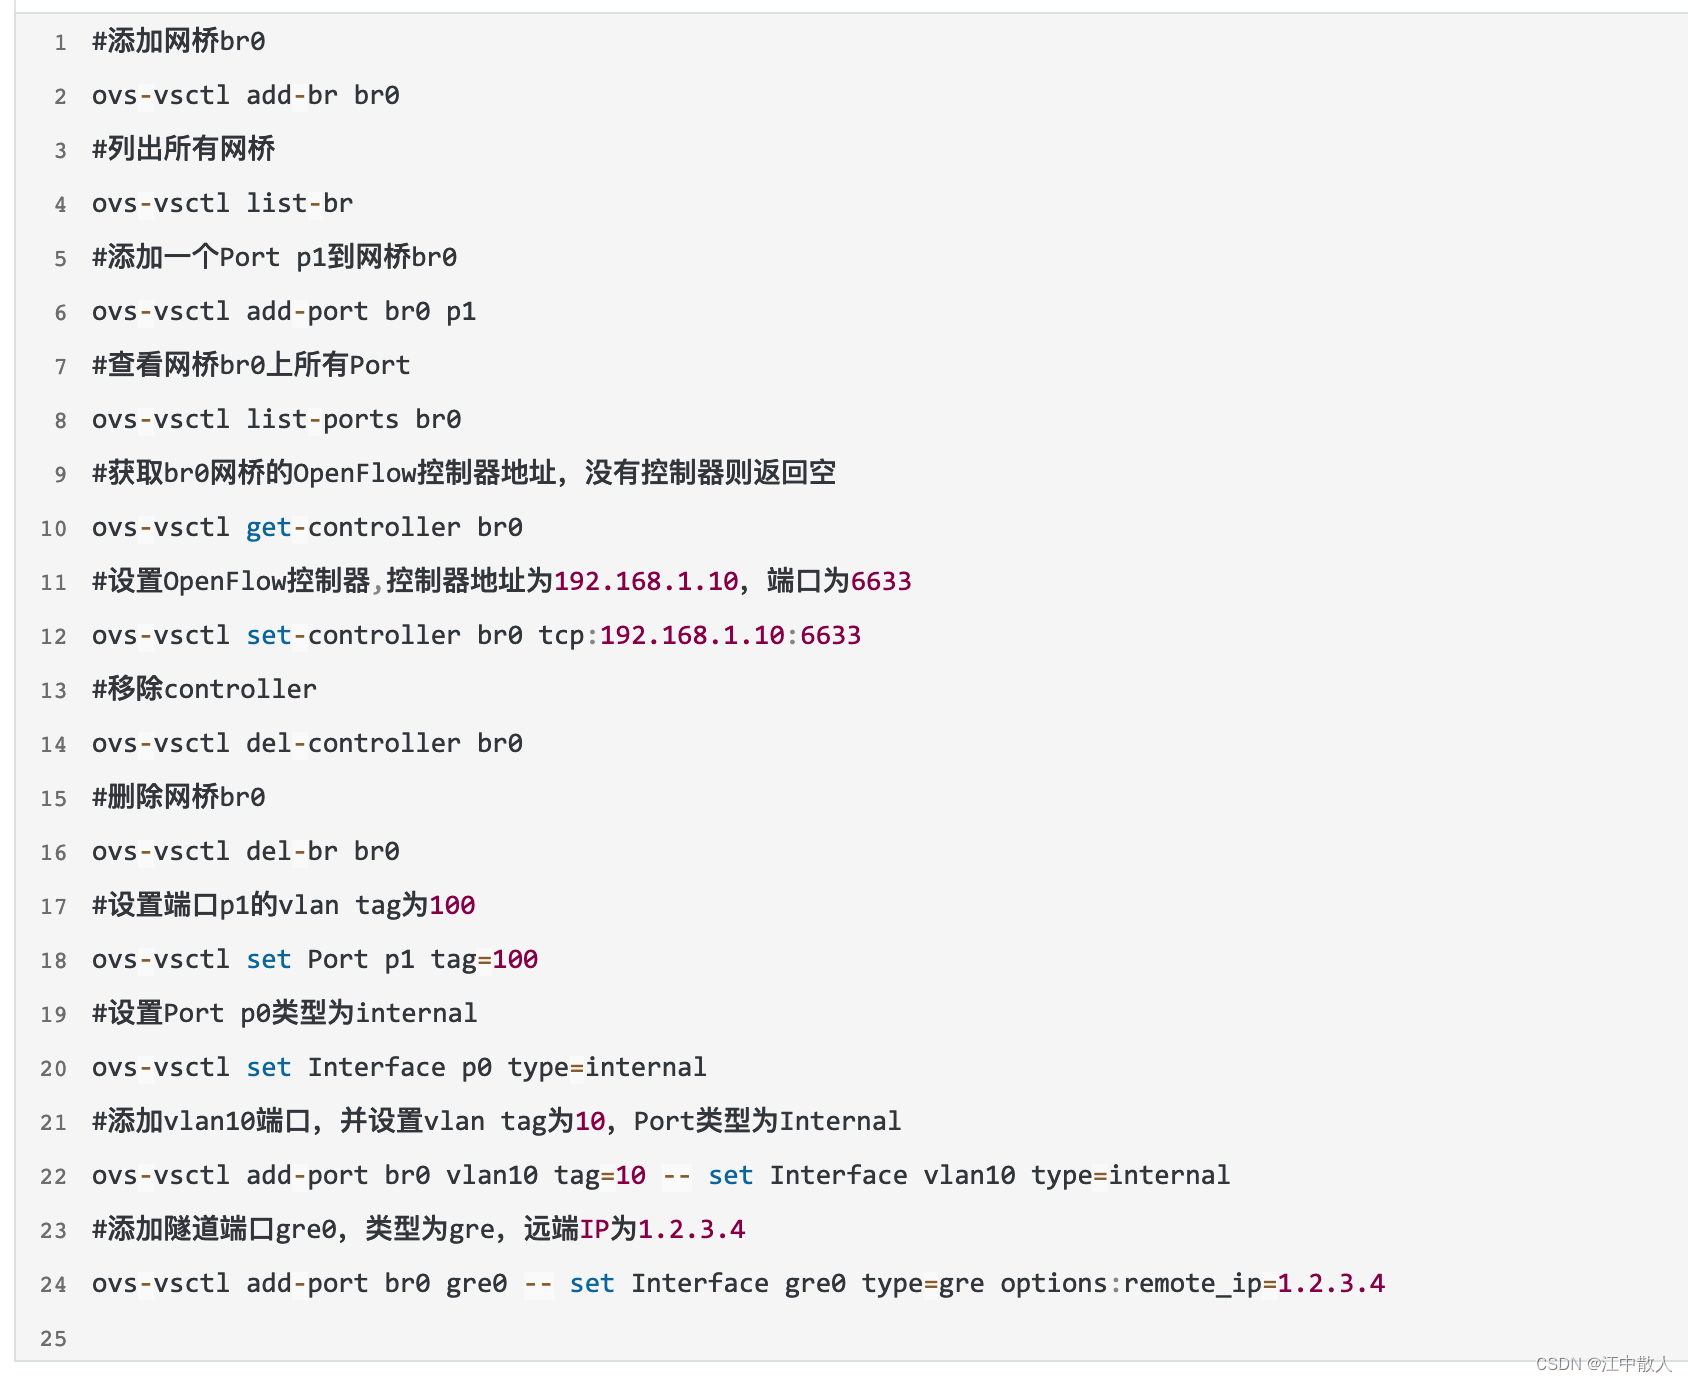 1 #添加网桥br0
2 ovs-vsctl add-br br0
3 #列出所有网桥
4 ovs-vsctl list-br
5 #添加一个Port p1到网桥br0
6 ovs-vsctl add-port br0 p1
7 #查看网桥br0上所有Port
8 ovs-vsctl list-ports br0
9 #获取br0网桥的OpenFlow控制器地址，没有控制器则返回空
10 ovs-vsctl get-controller br0
11 #设置OpenFlow控制器,控制器地址为192.168.1.10，端口为6633
12 ovs-vsctl set-controller br0 tcp:192.168.1.10:6633
13 #移除controller
14 ovs-vsctl del-controller br0
15 #删除网桥br0
16 ovs-vsctl del-br br0
17 #设置端口p1的vlan tag为100
18 ovs-vsctl set Port p1 tag=100
19 #设置Port p0类型为internal
20 ovs-vsctl set Interface p0 type=internal
21 #添加vlan10端口，并设置vlan tag为10，Port类型为Internal
22 ovs-vsctl add-port br0 vlan10 tag=10 -- set Interface vlan10 type=internal
23 #添加隧道端口gre0，类型为gre，远端IP为1.2.3.4
24 ovs-vsctl add-port br0 gre0 -- set Interface gre0 type=gre options:remote_ip=1.2.3.4
25
CSDN @江中散人